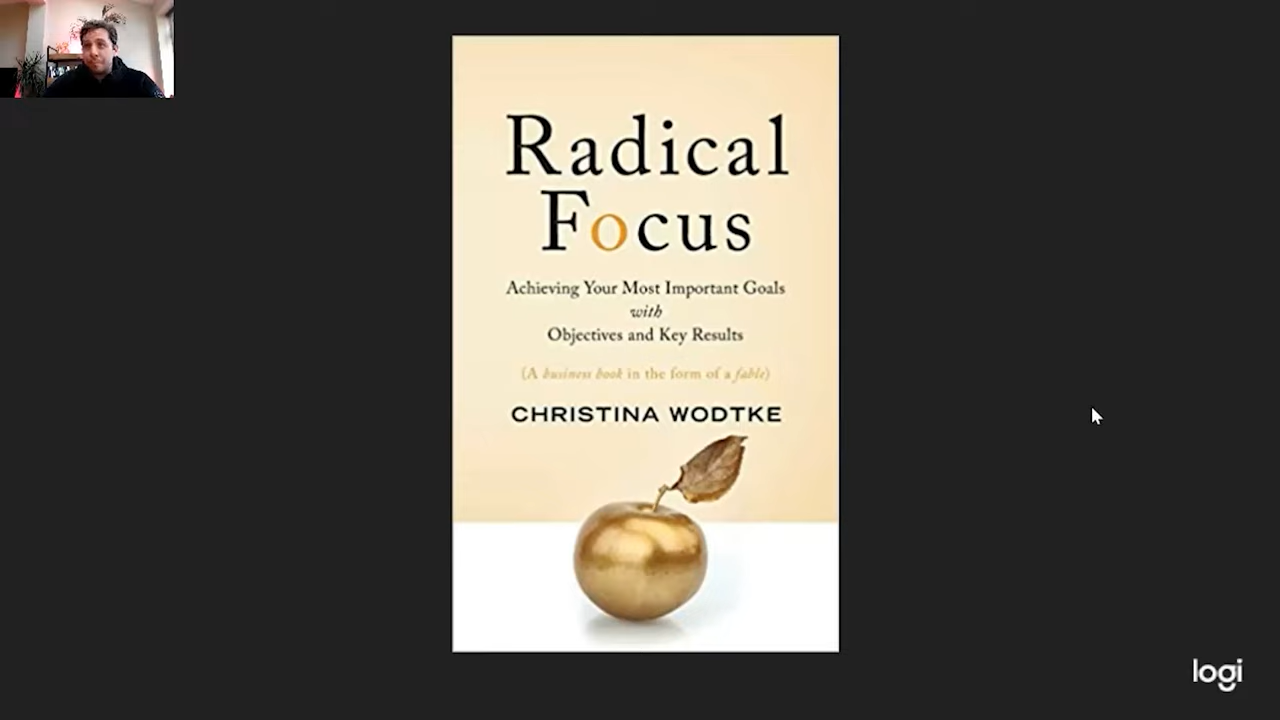 Radical
Focus
Achieving Your Most Important Goals
with
Objectives and Key Results
(A business book in the form of a fable)
CHRISTINA WODTKE
logi